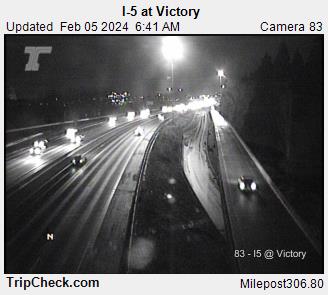 I-5 at Victory
Updated Feb 05 2024 6:41 AM Camera 83
T
N
83 - I5 @ Victory
TripCheck.com Milepost306.80